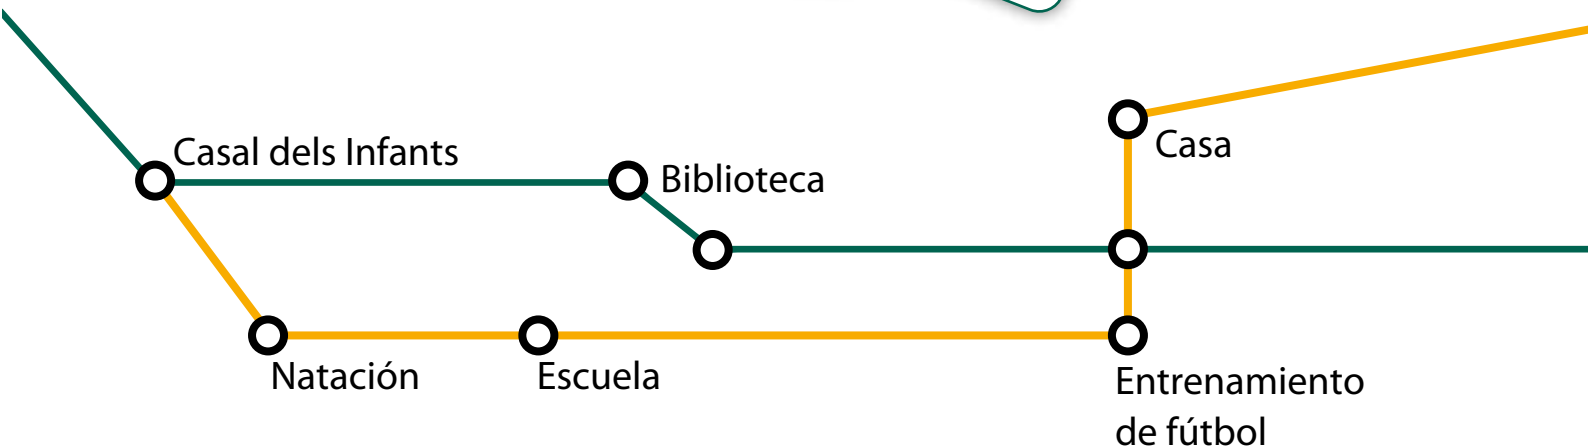 Casa
Casal dels Infants
Biblioteca
Natación
Escuela
Entrenamiento
de fútbol